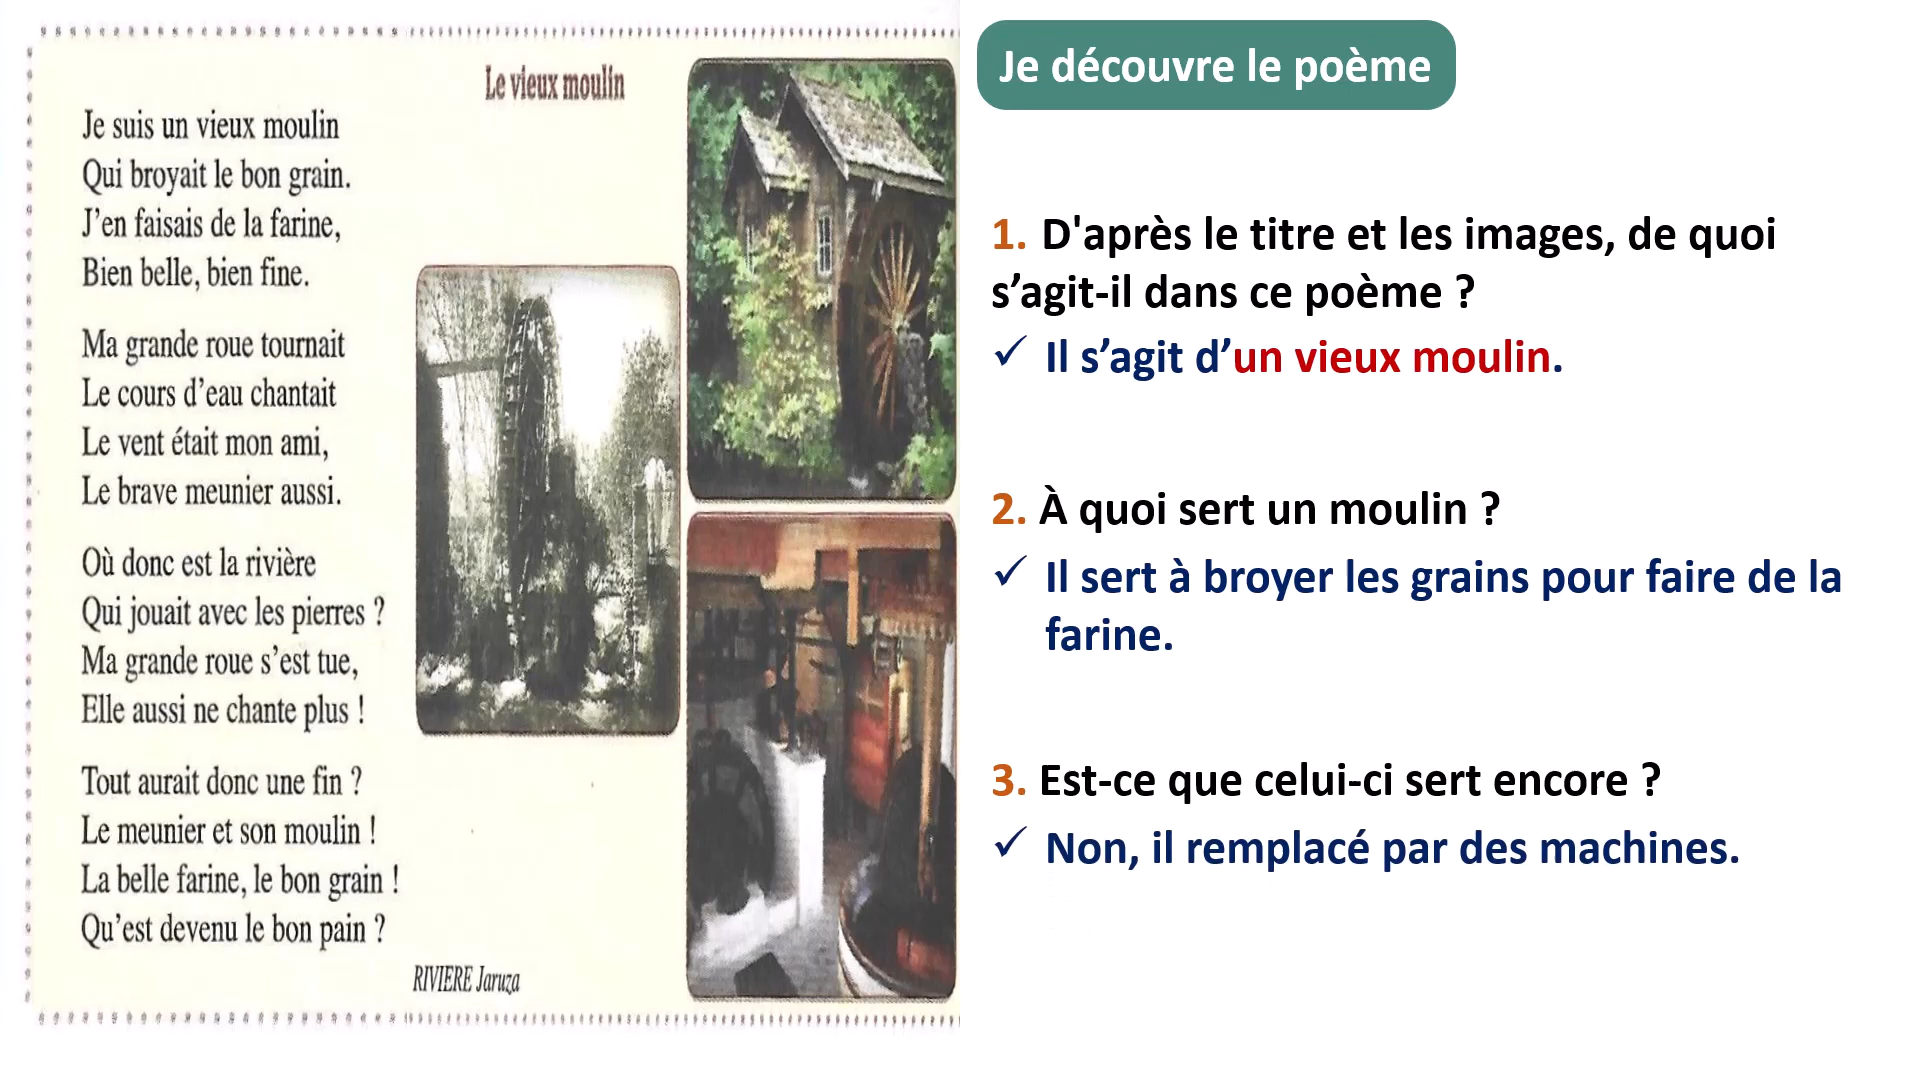 Le vieux moulin
Je suis un vieux moulin
Qui broyait le bon grain.
J’en faisais de la farine,
Bien belle, bien fine.
Ma grande roue tournait
Le cours d’eau chantait
Le vent était mon ami,
Le brave meunier aussi.
Où donc est la rivière
Qui jouait avec les pierres ?
Ma grande roue s’est tue,
Elle aussi ne chante plus !
Tout aurait donc une fin ?
Le meunier et son moulin !
La belle farine, le bon grain !
Qu’est devenu le bon pain ?
RIVIERE Jaruza
Je découvre le poème
1. D'après le titre et les images, de quoi
s’agit-il dans ce poème ?
✓ Il s’agit d’un vieux moulin.
2. À quoi sert un moulin ?
✓ Il sert à broyer les grains pour faire de la
farine.
3. Est-ce que celui-ci sert encore ?
✓ Non, il remplacé par des machines.